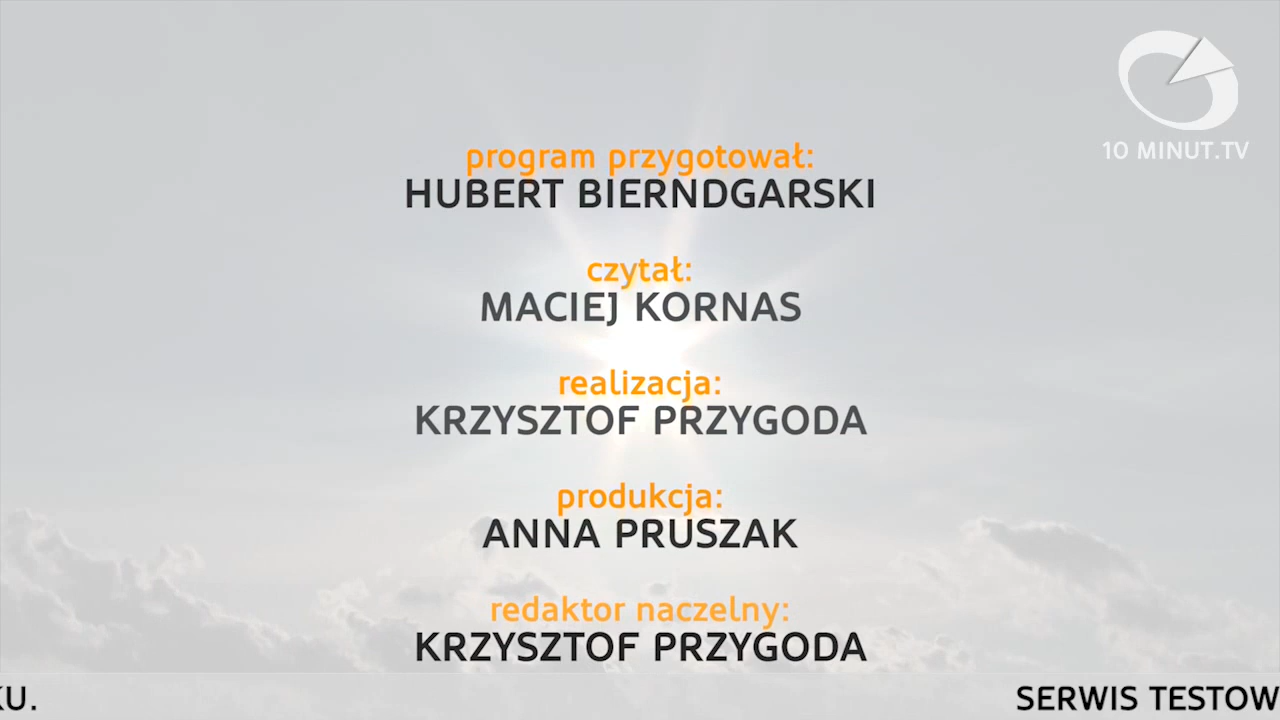 10 MINUT.TV
program przygotował:
HUBERT BIERNDGARSKI
czytał:
MACIEJ KORNAS
realizacja:
KRZYSZTOF PRZYGODA
produkcja:
ANNA PRUSZAK
redaktor naczelny:
KRZYSZTOF PRZYGODA
KU. SERWIS TESTOW